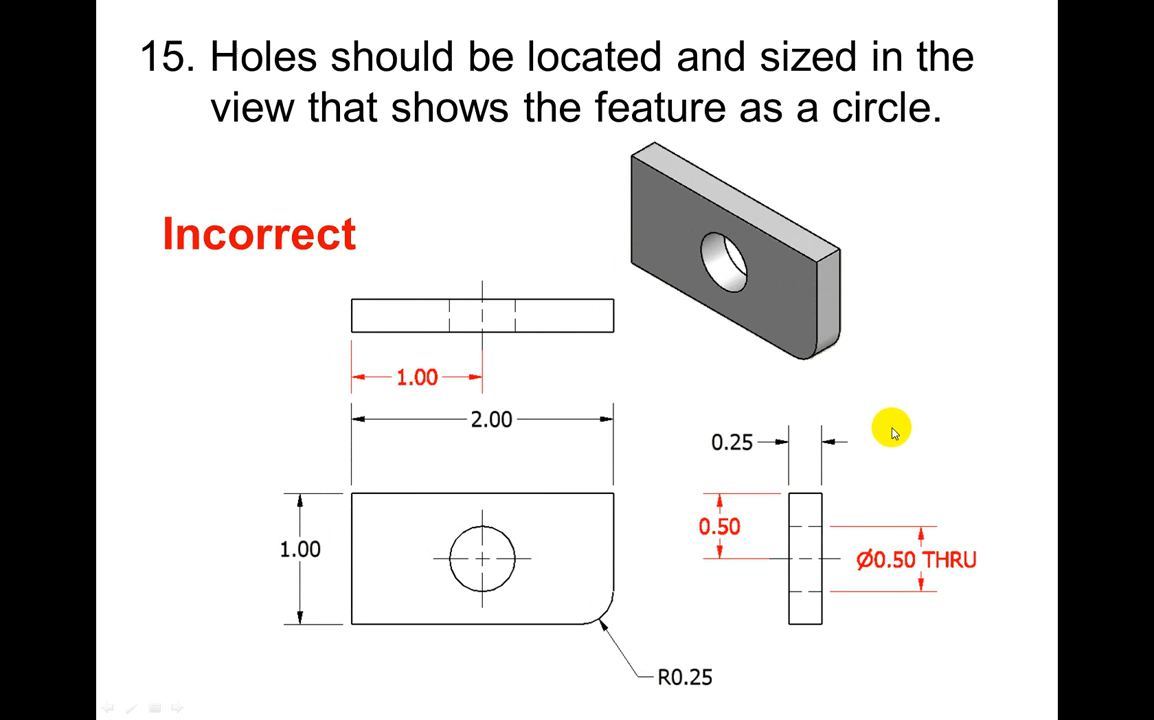 15. Holes should be located and sized in the
view that shows the feature as a circle.
Incorrect
1.00
2.00
0.25
0.50
1.00
Ø0.50 THRU
R0.25